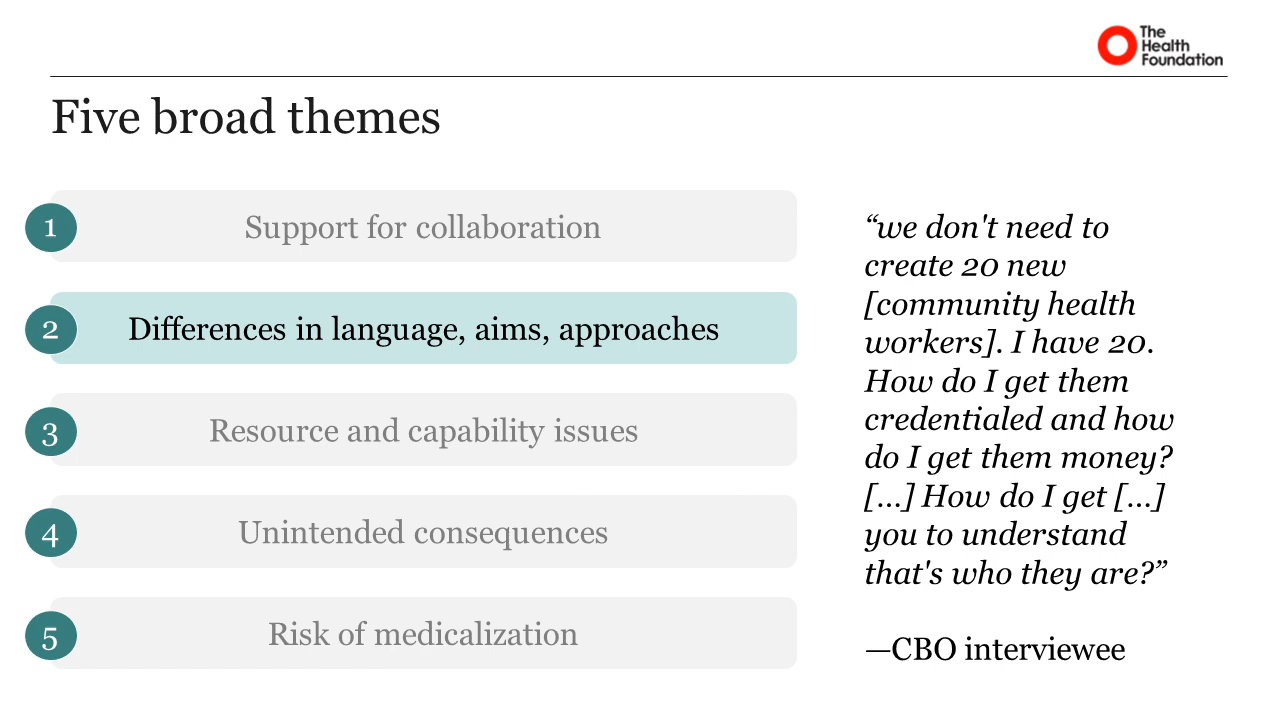 The
Health
Foundation
Five broad themes
1
Support for collaboration
2
Differences in language, aims, approaches
3
Resource and capability issues
4
Unintended consequences
5
Risk of medicalization
“we don't need to
create 20 new
[community health
workers]. I have 20.
How do I get them
credentialed and how
do I get them money?
[…] How do I get […]
you to understand
that's who they are?”
—CBO interviewee